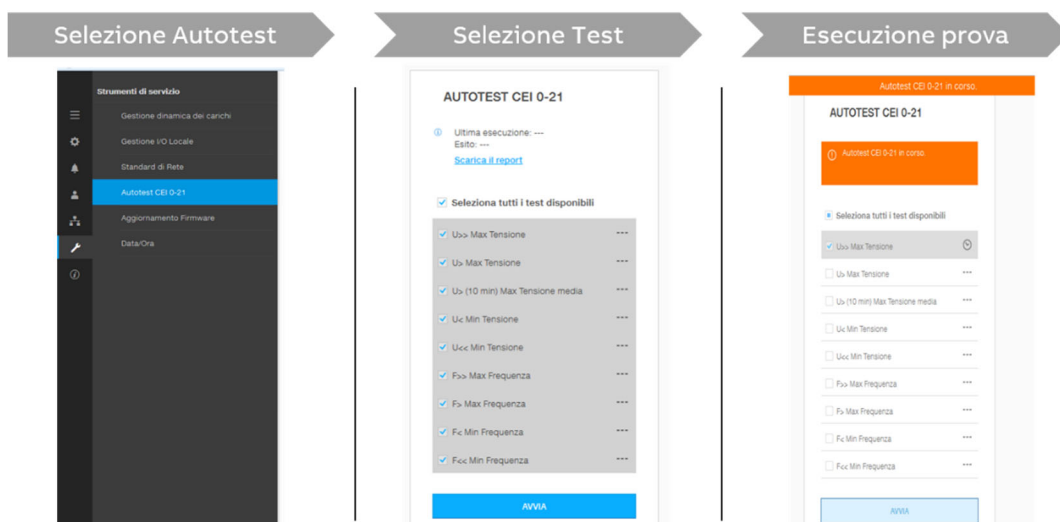 Selezione Autotest
Selezione Test
Esecuzione prova
Strumenti di servizio
Gestione dinamica dei carichi
Gestione I/O Locale
Standard di Rete
Autotest CEI 0-21
Aggiornamento Firmware
Data/Ora
AUTOTEST CEI 0-21
Ultima esecuzione: ---
Esito: ---
Scarica il report
Seleziona tutti i test disponibili
U>> Max Tensione ---
U> Max Tensione ---
U> (10 min) Max Tensione media ---
U< Min Tensione ---
U<< Min Tensione ---
F>> Max Frequenza ---
F> Max Frequenza ---
F< Min Frequenza ---
F<< Min Frequenza ---
AVVIA
Autotest CEI 0-21 in corso.
AUTOTEST CEI 0-21
Autotest CEI 0-21 in corso.
Seleziona tutti i test disponibili
U>> Max Tensione
U> Max Tensione ---
U> (10 min) Max Tensione media ---
U< Min Tensione ---
U<< Min Tensione ---
F>> Max Frequenza ---
F> Max Frequenza ---
F< Min Frequenza ---
F<< Min Frequenza ---
AVVIA